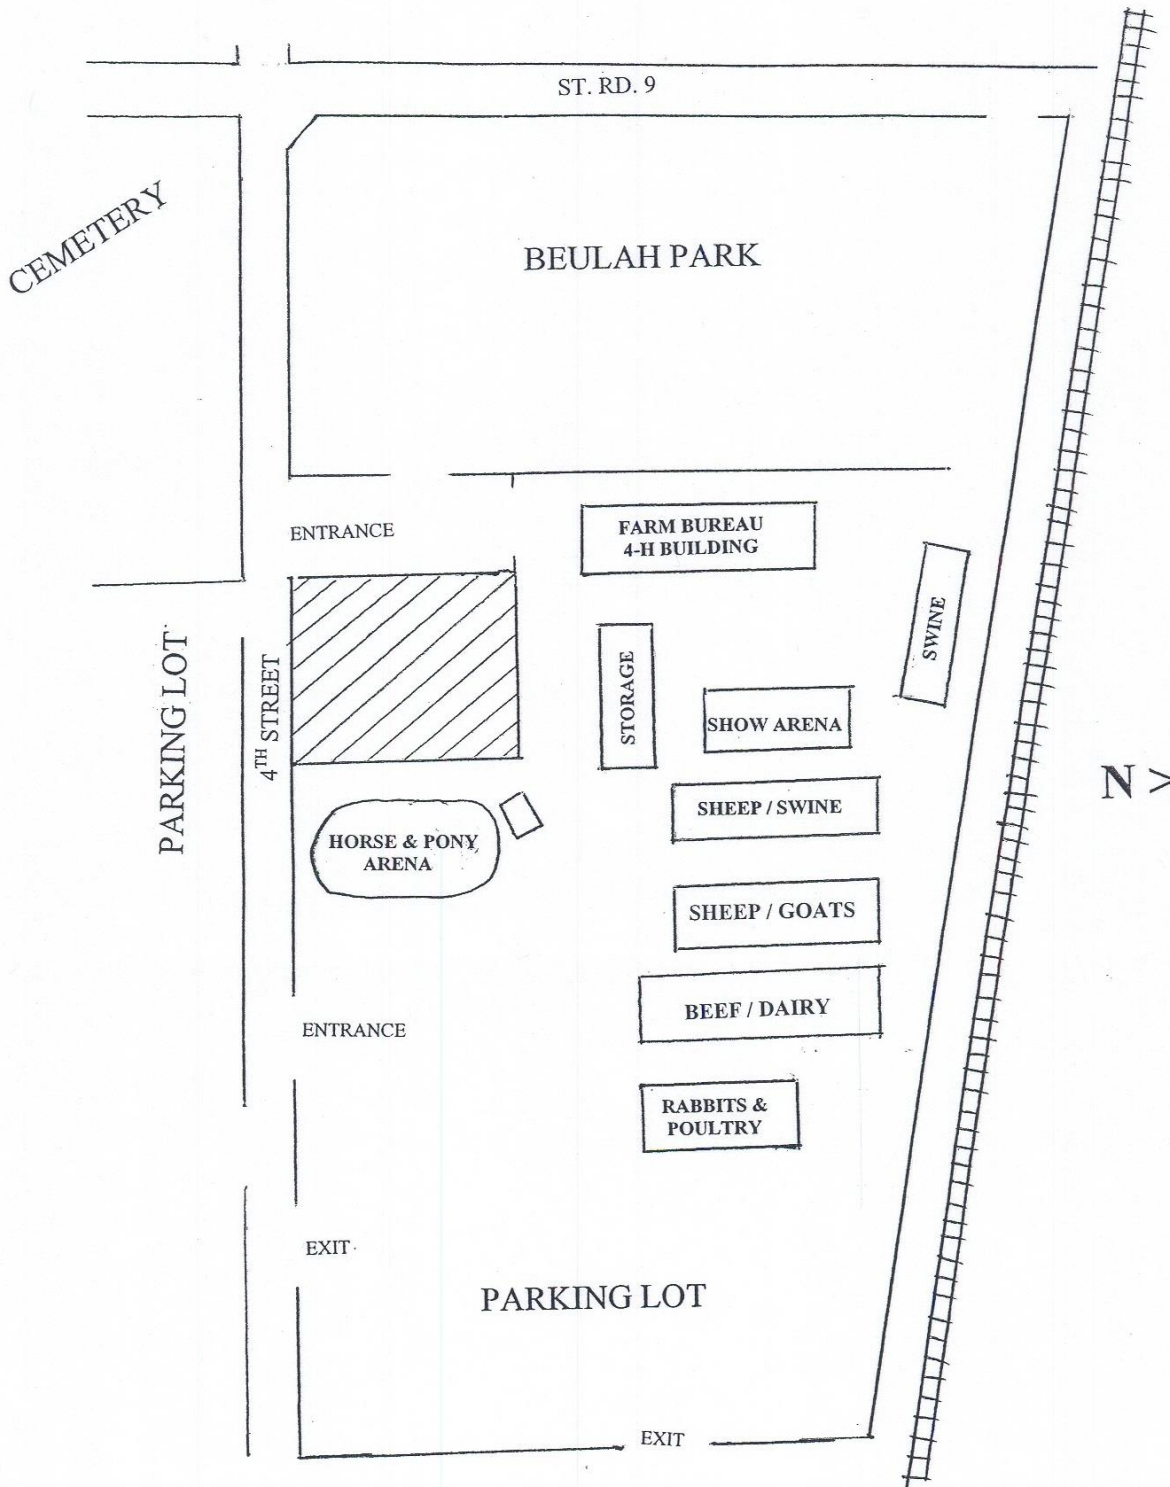 ST. RD. 9
CEMETERY
BEULAH PARK
ENTRANCE
FARM BUREAU
4-H BUILDING
SWINE
PARKING LOT
4TH STREET
STORAGE
SHOW ARENA
N >
SHEEP / SWINE
HORSE & PONY
ARENA
SHEEP / GOATS
BEEF / DAIRY
ENTRANCE
RABBITS &
POULTRY
EXIT
PARKING LOT
EXIT